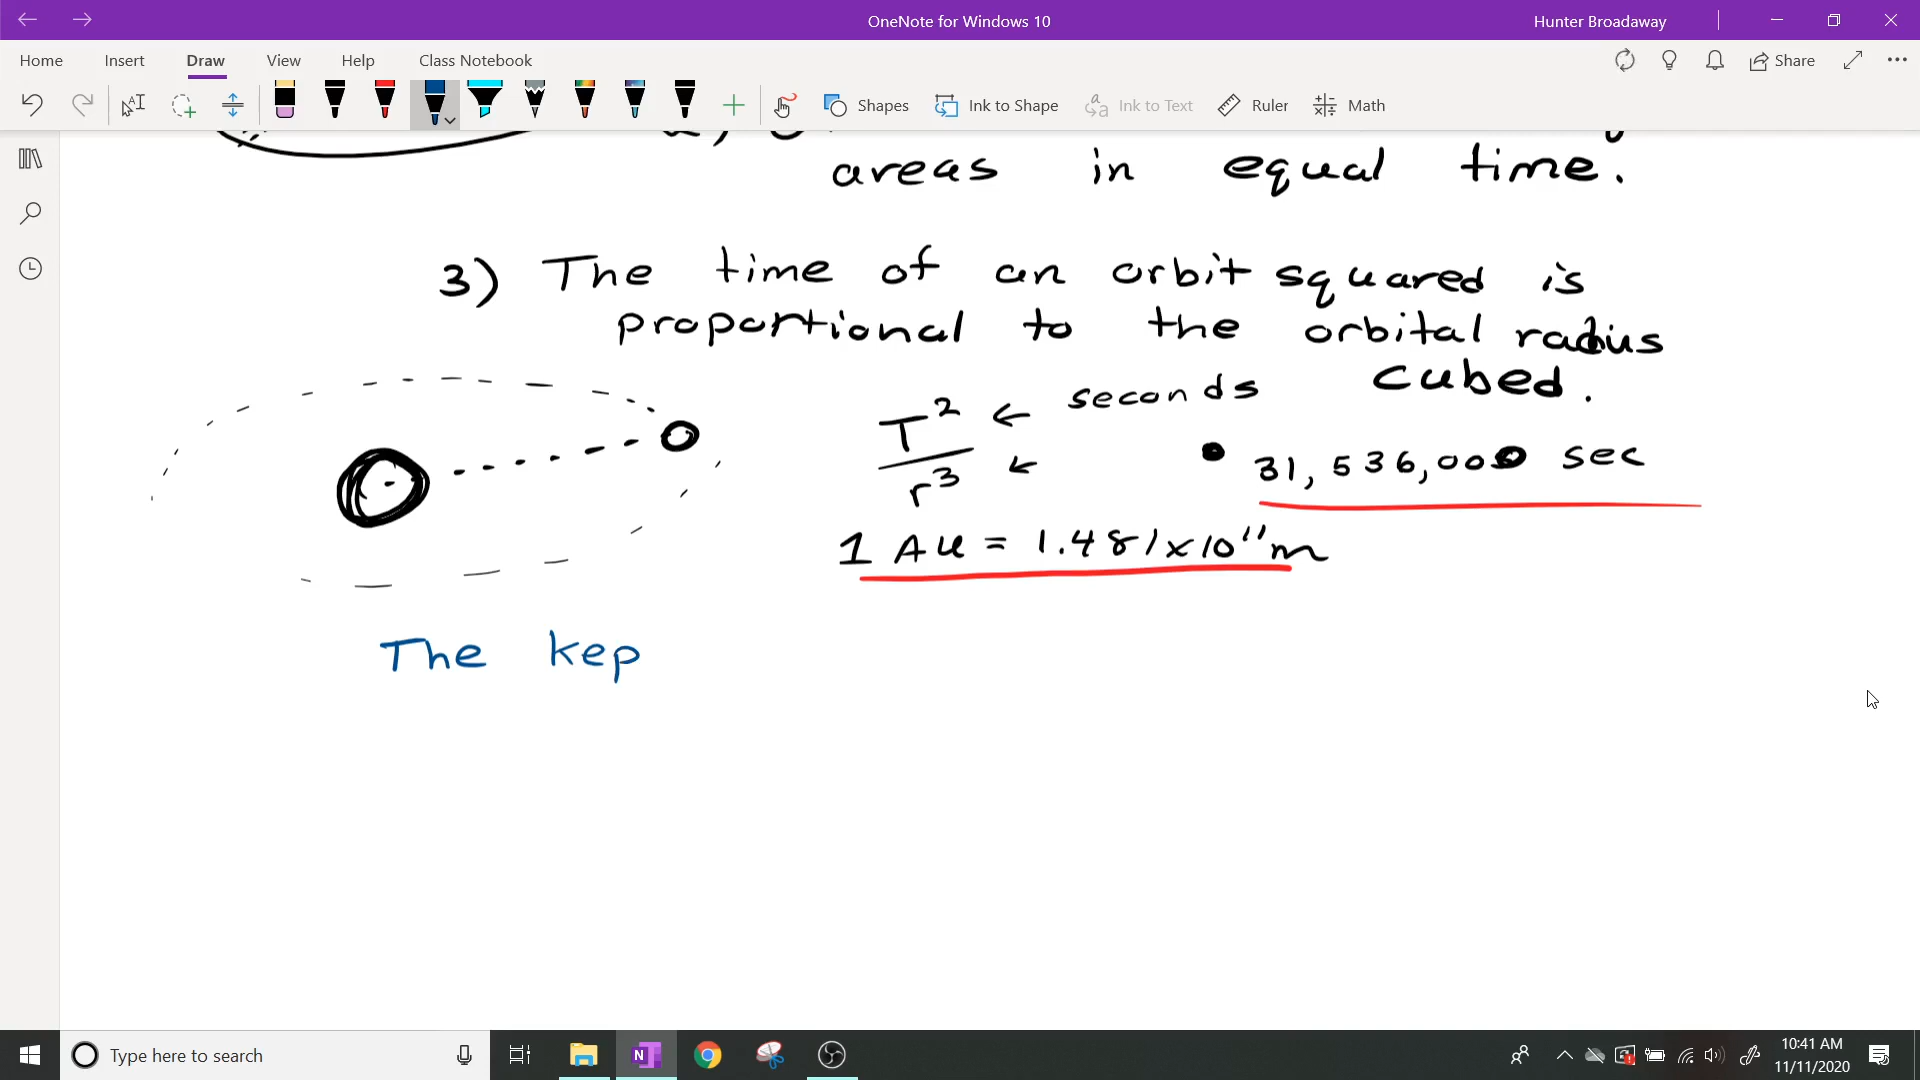 OneNote for Windows 10
Hunter Broadaway
Home Insert Draw View Help Class Notebook
Share
Shapes Ink to Shape Ink to Text Ruler Math
areas in equal time.
3) The time of an orbit squared is
proportional to the orbital radius
cubed.
T² ← seconds
r³ ←
• 31,536,000 sec
1 AU = 1.481x10¹¹m
The kep
Type here to search
10:41 AM
11/11/2020